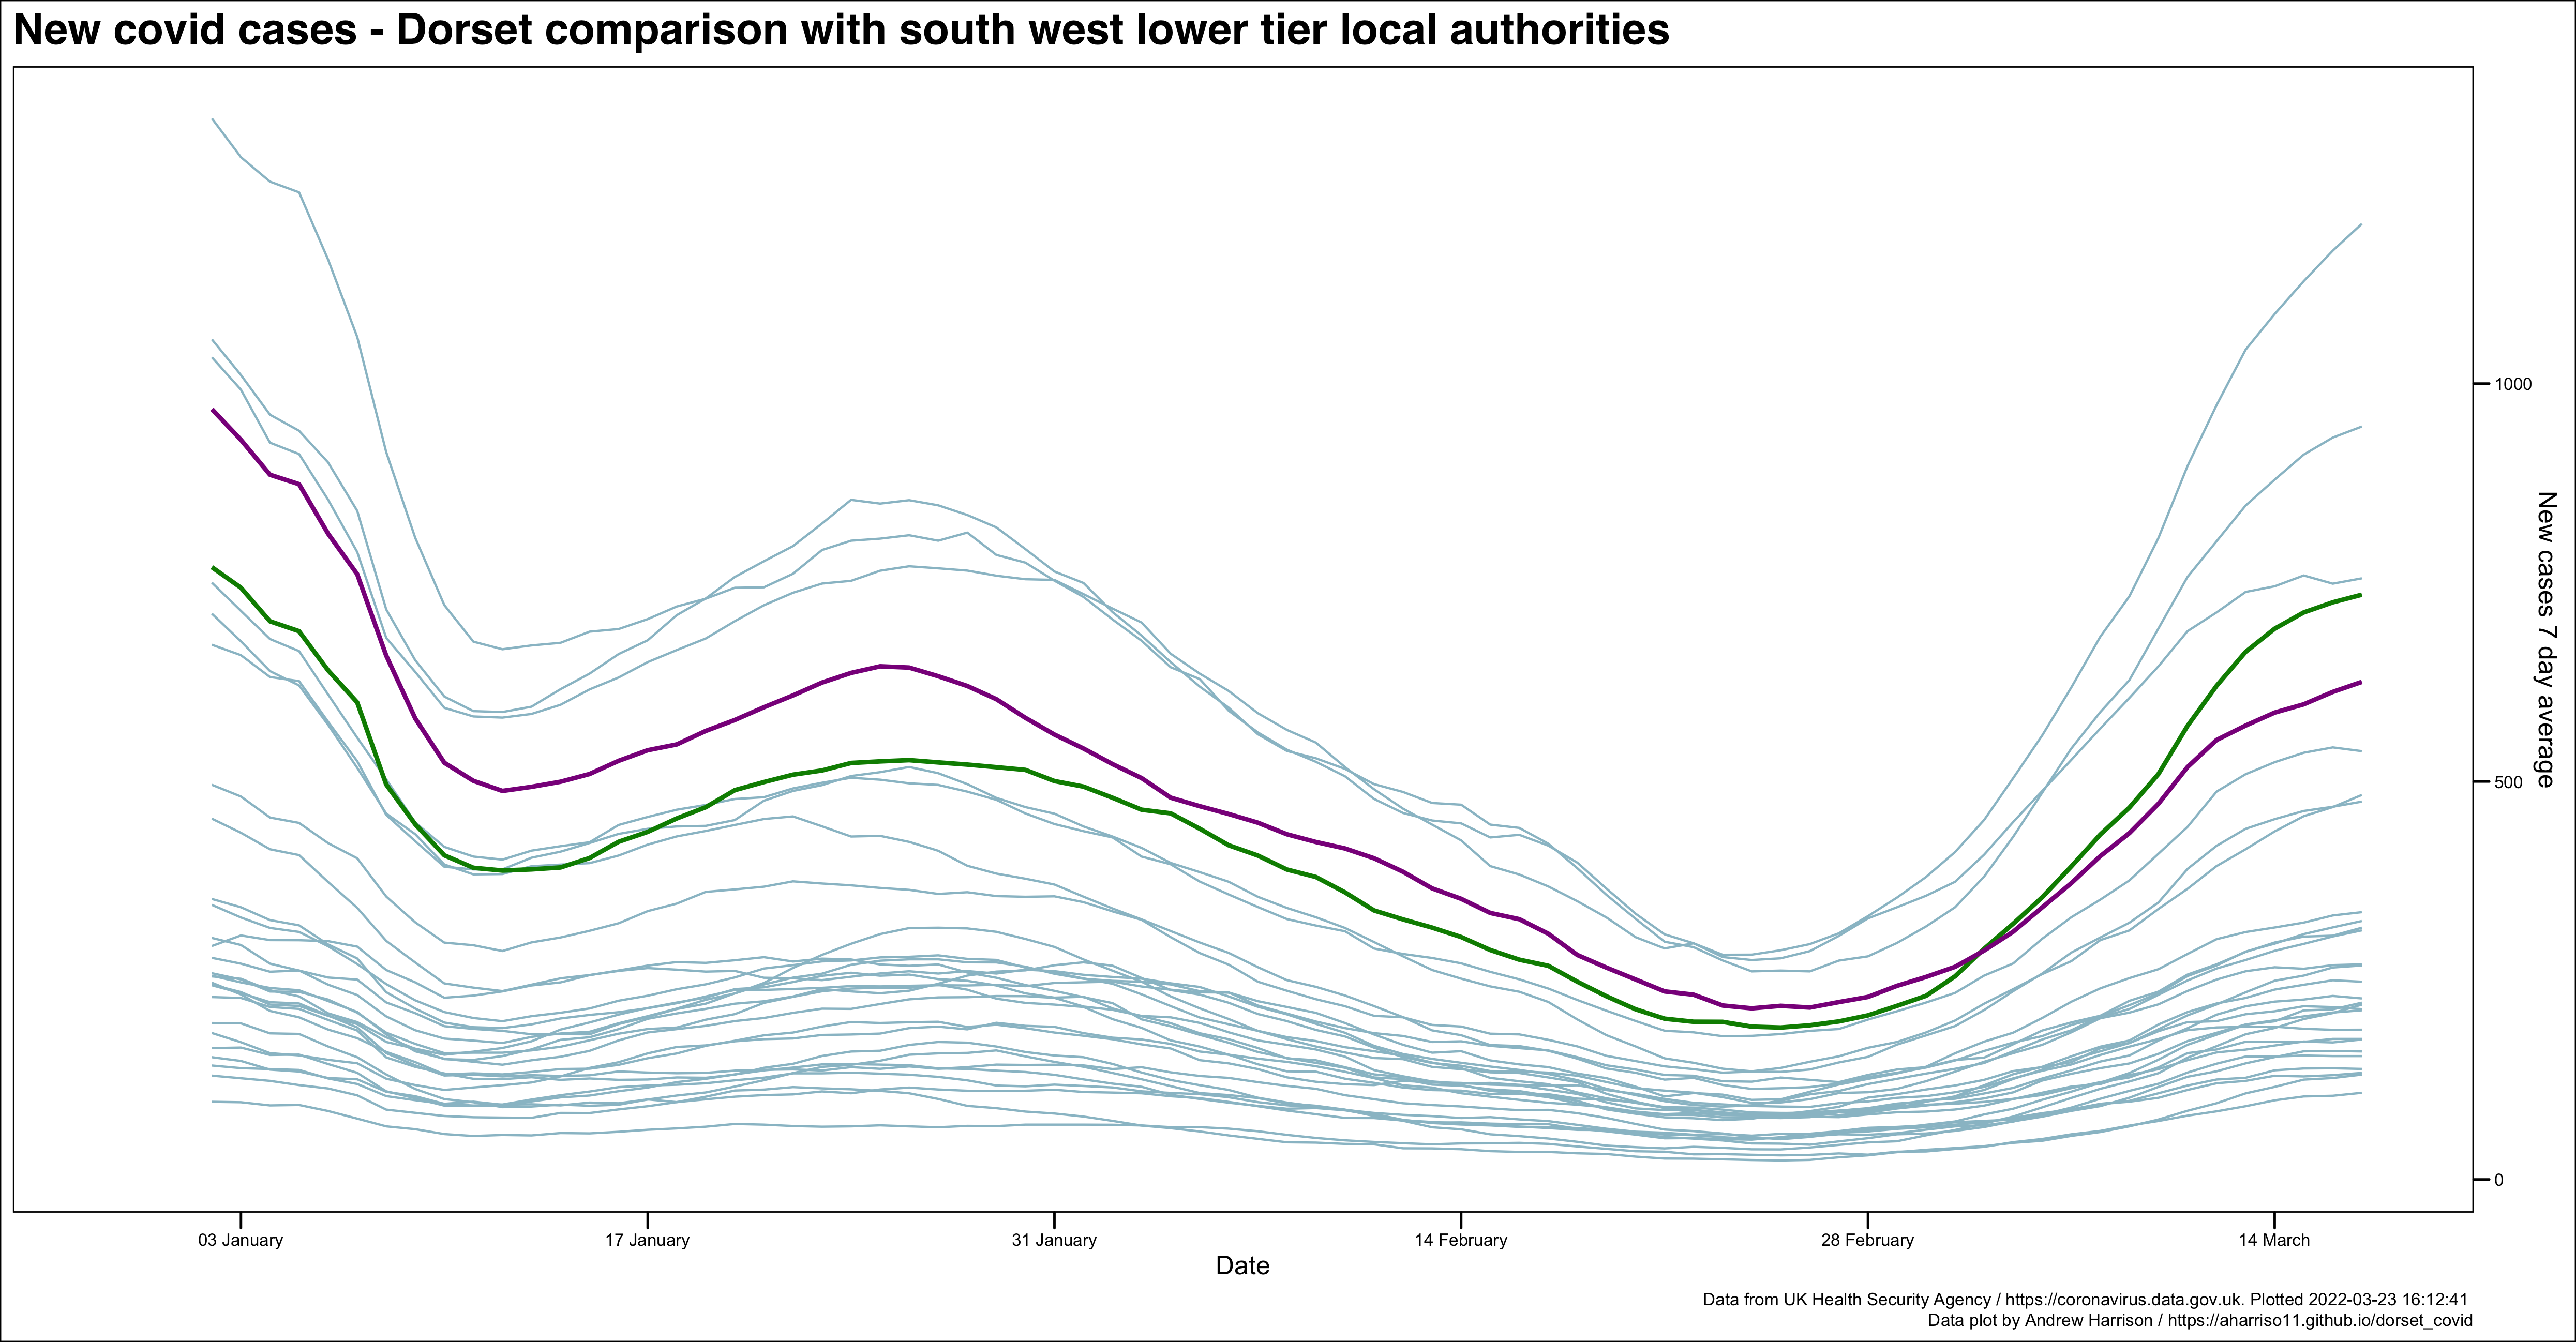 New covid cases - Dorset comparison with south west lower tier local authorities
1000
500
0
New cases 7 day average
03 January
17 January
31 January
14 February
28 February
14 March
Date
Data from UK Health Security Agency / https://coronavirus.data.gov.uk. Plotted 2022-03-23 16:12:41
Data plot by Andrew Harrison / https://aharriso11.github.io/dorset_covid